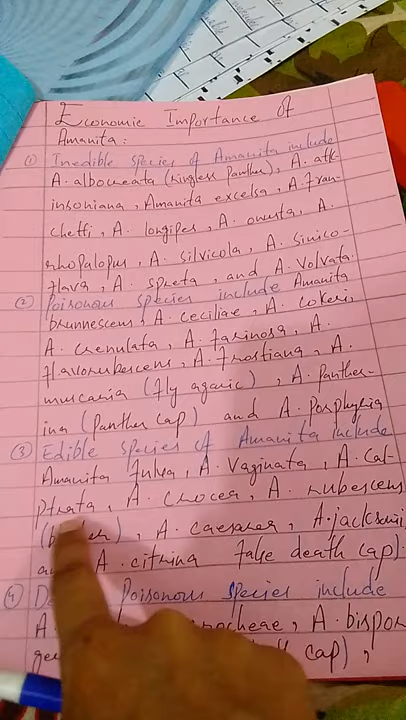 Economic Importance of
Amanita:
(1) Inedible species of Amanita include
A. albocreata (ringless panther), A. atk-
insoniana, Amanita excelsa, A. fran-
chetti, A. longipes, A. onusta, A.
rhopalopus, A. silvicola, A. sinico-
flava, A. spreta, and A. volvata.
(2) Poisonous species include Amanita
brunnescens, A. ceciliae, A. cokeri,
A. crenulata, A. farinosa, A.
flavorubescens, A. frostiana, A.
muscaria (fly agaric), A. panther-
ina (panther cap) and A. porphyria
(3) Edible species of Amanita include
Amanita fulva, A. vaginata, A. cal-
ptrata, A. crocea, A. rubescens
A. caesarea, A. jacksonii
A. citrina false death cap).
(4) Poisonous species include
A. ocheae, A. bispor
cap),